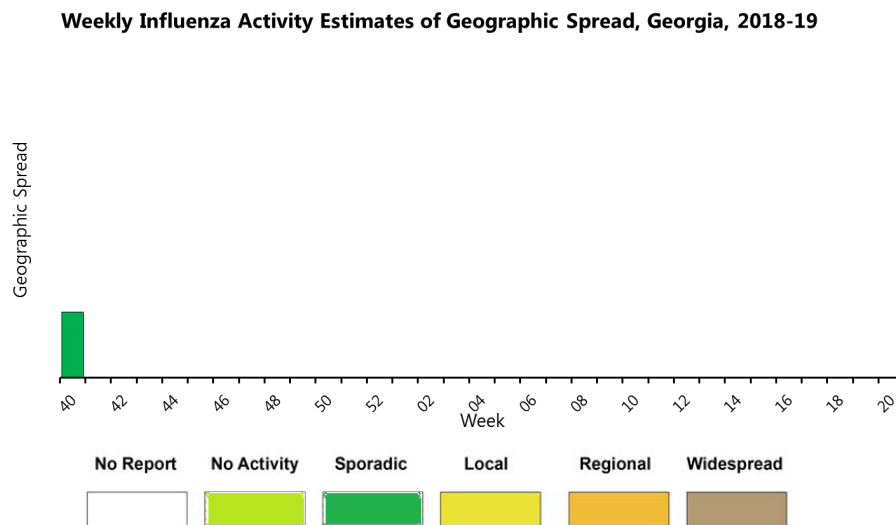 Weekly Influenza Activity Estimates of Geographic Spread, Georgia, 2018-19
Geographic Spread
40 42 44 46 48 50 52 02 04 06 08 10 12 14 16 18 20
Week
No Report No Activity Sporadic Local Regional Widespread